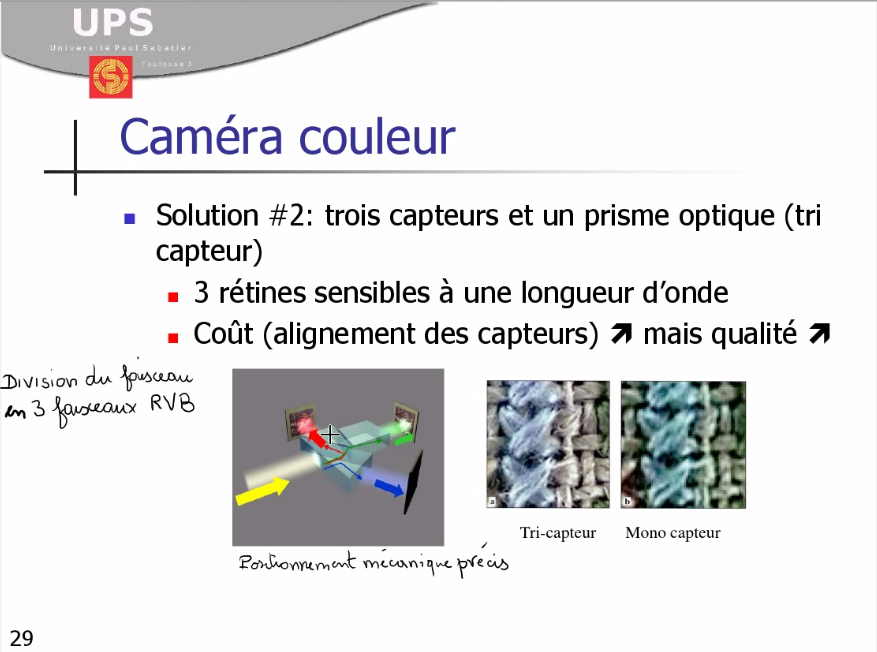 UPS
Université Paul Sabatier
Toulouse 3
Caméra couleur
Solution #2: trois capteurs et un prisme optique (tri
capteur)
3 rétines sensibles à une longueur d’onde
Coût (alignement des capteurs) ↗ mais qualité ↗
Division du faisceau
en 3 faisceaux RVB
a
b
Tri-capteur
Mono capteur
Positionnement mécanique précis
29